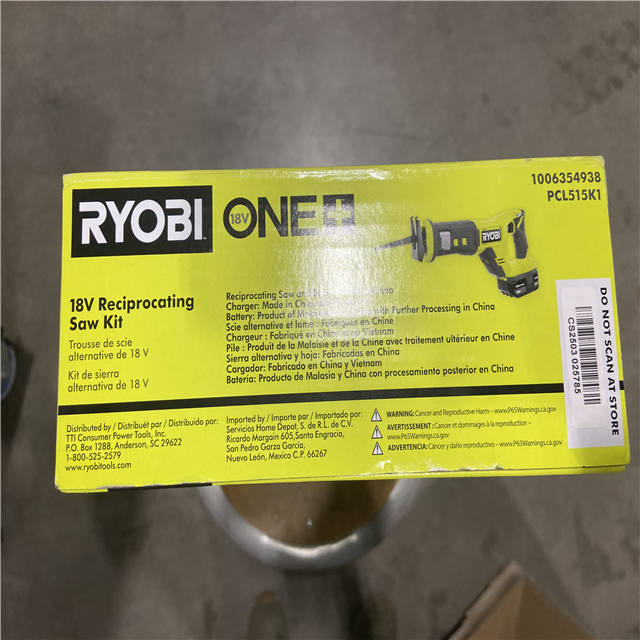 RYOBI
18V ONE+
1006354938
PCL515K1
RYOBI
18V Reciprocating
Saw Kit
Trousse de scie
alternative de 18 V
Kit de sierra
alternativa de 18 V
Reciprocating Saw and China
Charger: Made in China
Battery: Product of with Further Processing in China
Scie alternative et lame : Fabriquées en Chine
Chargeur : Fabriqué en Chine ou Vietnam
Pile : Produit de la Malaisie et de la Chine avec traitement ultérieur en Chine
Sierra alternativa y hoja: Fabricadas en China
Cargador: Fabricado en China y Vietnam
Batería: Producto de Malasia y China con procesamiento posterior en China
Distributed by / Distribué par / Distribuido por:
TTI Consumer Power Tools, Inc.
P.O. Box 1288, Anderson, SC 29622
1-800-525-2579
www.ryobitools.com
Imported by / Importé par / Importado por:
Servicios Home Depot, S. de R.L. de C.V.
Ricardo Margain 605, Santa Engracia,
San Pedro Garza García,
Nuevo León, Mexico C.P. 66267
WARNING: Cancer and Reproductive Harm – www.P65Warnings.ca.gov
AVERTISSEMENT : Cancer et dommages à la reproduction –
www.P65Warnings.ca.gov
ADVERTENCIA: Cáncer y daño reproductivo – www.P65Warnings.ca.gov
DO NOT SCAN AT STORE
CS2503 025785